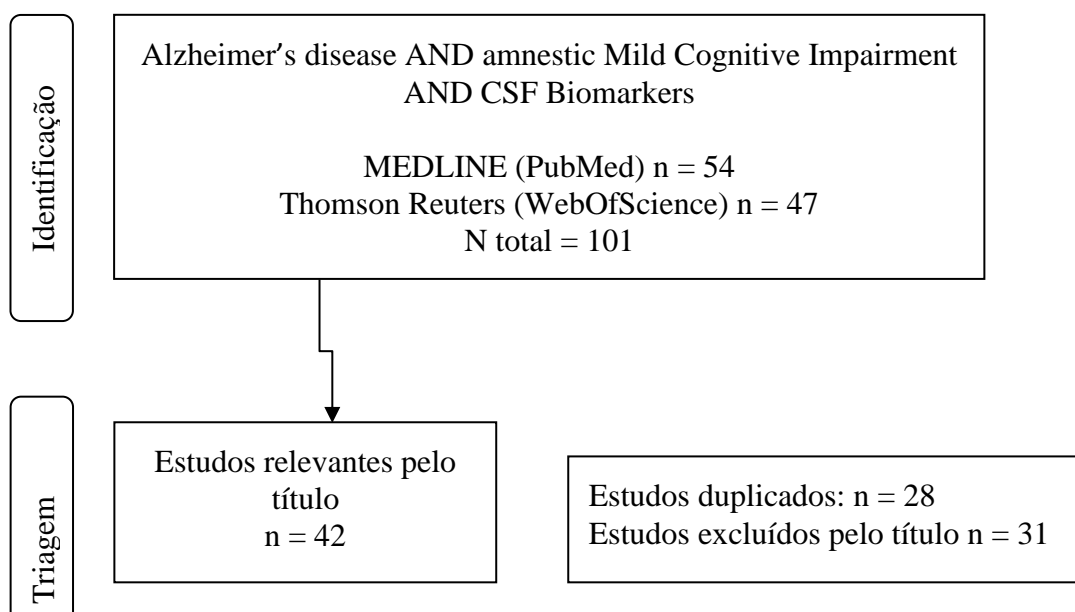 Identificação
Alzheimer's disease AND amnestic Mild Cognitive Impairment
AND CSF Biomarkers
MEDLINE (PubMed) n = 54
Thomson Reuters (WebOfScience) n = 47
N total = 101
Triagem
Estudos relevantes pelo
título
n = 42
Estudos duplicados: n = 28
Estudos excluídos pelo título n = 31